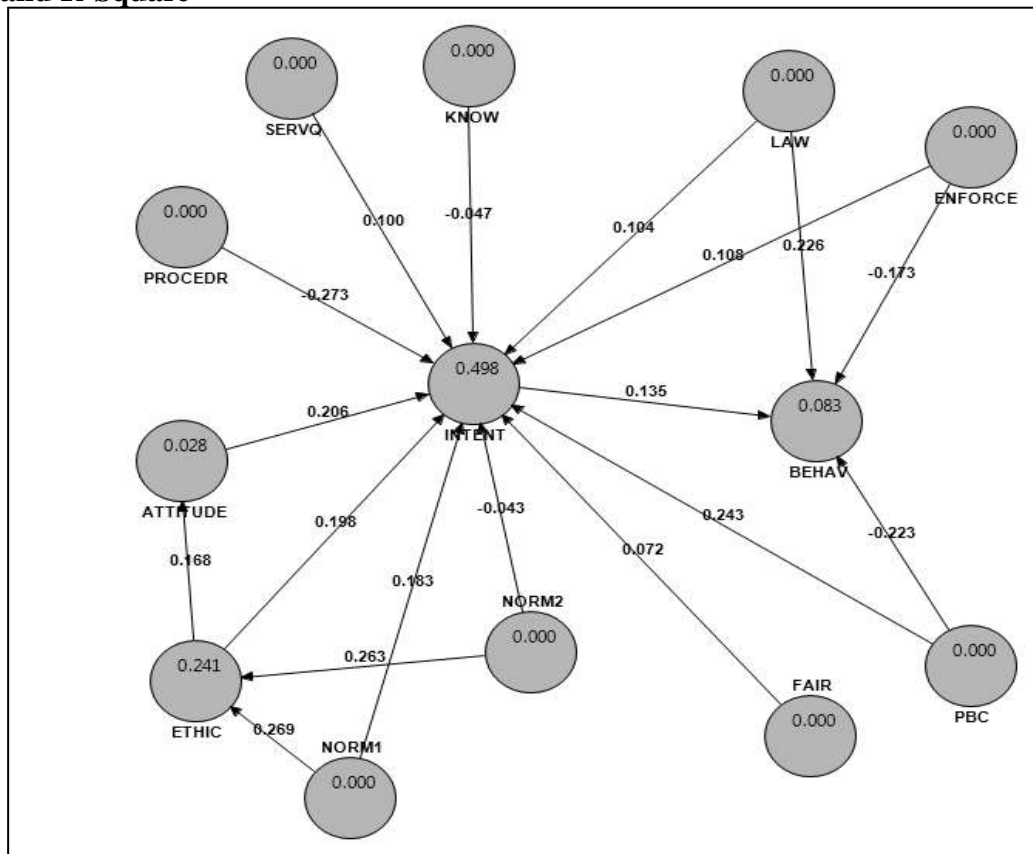 and R-Square
0.000
SERVQ
0.000
KNOW
0.000
LAW
0.000
ENFORCE
0.000
PROCEDR
0.100
-0.047
0.104
0.108
0.226
-0.173
-0.273
0.498
INTENT
0.206
0.135
0.083
BEHAV
0.028
ATTITUDE
0.198
-0.043
0.243
-0.223
0.168
0.183
0.072
NORM2
0.000
0.263
0.241
ETHIC
0.269
NORM1
0.000
FAIR
0.000
0.000
PBC